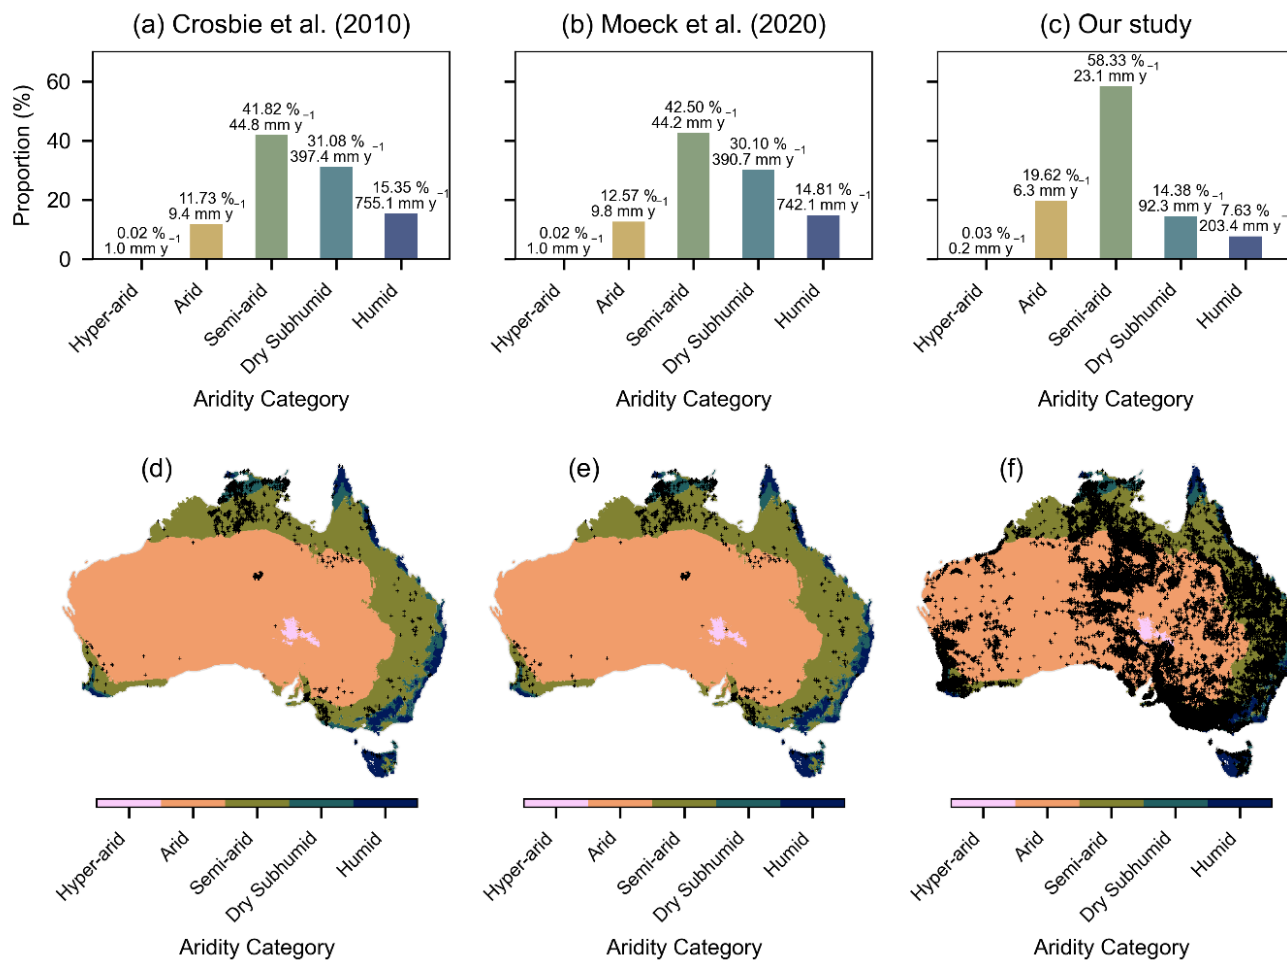 (a) Crosbie et al. (2010)
(b) Moeck et al. (2020)
(c) Our study
Proportion (%)
60
40
20
0
0.02 %
1.0 mm y⁻¹
11.73 %
9.4 mm y⁻¹
41.82 %
44.8 mm y⁻¹
31.08 %
397.4 mm y⁻¹
15.35 %
755.1 mm y⁻¹
Hyper-arid
Arid
Semi-arid
Dry Subhumid
Humid
Aridity Category
0.02 %
1.0 mm y⁻¹
12.57 %
9.8 mm y⁻¹
42.50 %
44.2 mm y⁻¹
30.10 %
390.7 mm y⁻¹
14.81 %
742.1 mm y⁻¹
Hyper-arid
Arid
Semi-arid
Dry Subhumid
Humid
Aridity Category
0.03 %
0.2 mm y⁻¹
19.62 %
6.3 mm y⁻¹
58.33 %
23.1 mm y⁻¹
14.38 %
92.3 mm y⁻¹
7.63 %
203.4 mm y⁻¹
Hyper-arid
Arid
Semi-arid
Dry Subhumid
Humid
Aridity Category
(d)
Hyper-arid
Arid
Semi-arid
Dry Subhumid
Humid
Aridity Category
(e)
Hyper-arid
Arid
Semi-arid
Dry Subhumid
Humid
Aridity Category
(f)
Hyper-arid
Arid
Semi-arid
Dry Subhumid
Humid
Aridity Category